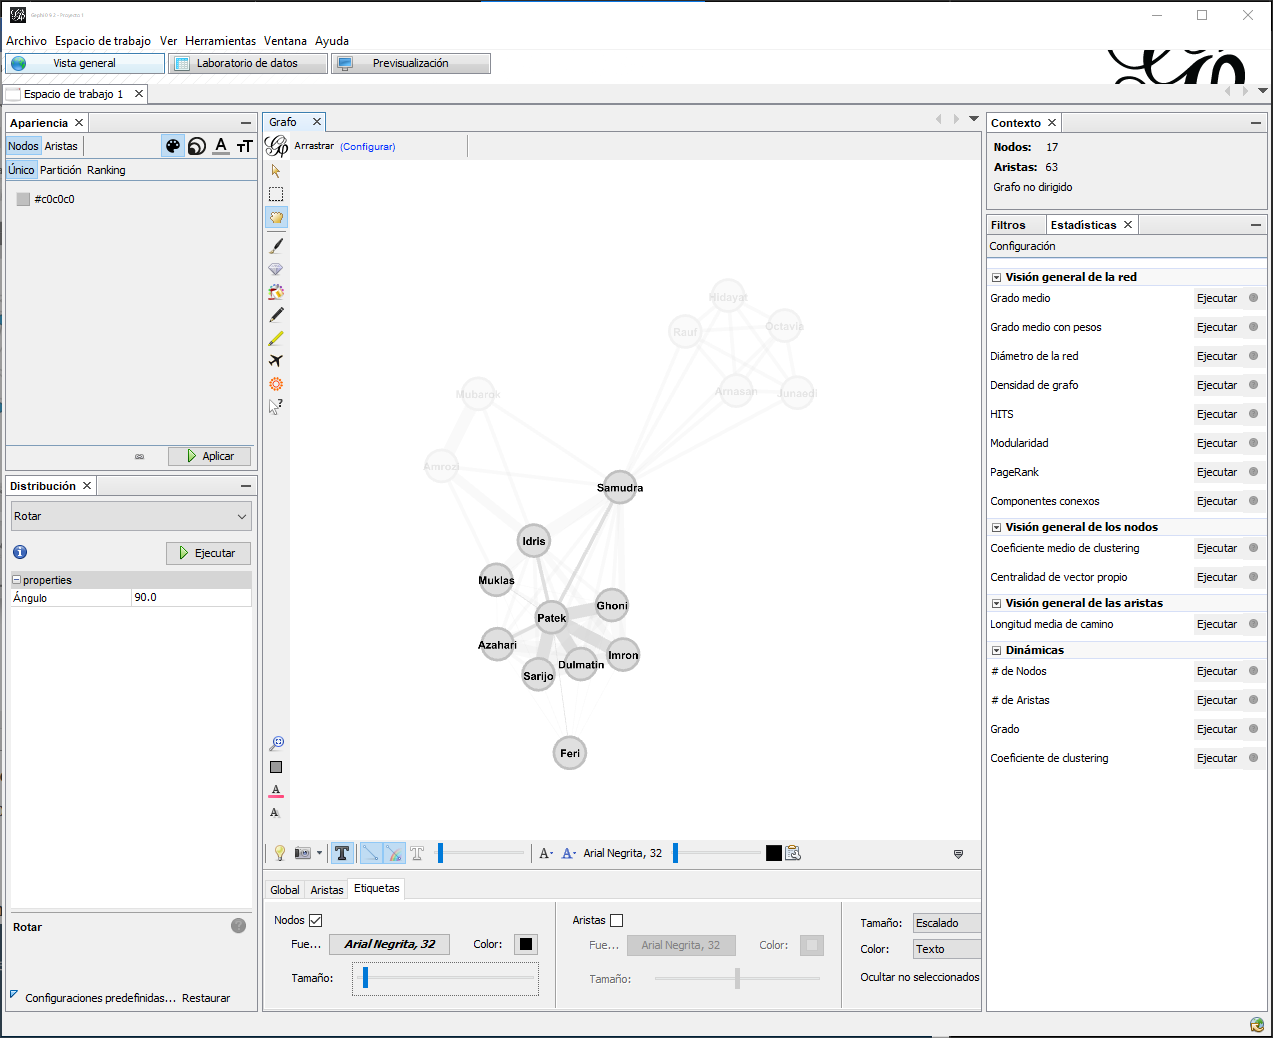 Gephi 0.9.2 - Proyecto 1
Archivo Espacio de trabajo Ver Herramientas Ventana Ayuda
Vista general Laboratorio de datos Previsualización
Espacio de trabajo 1
Apariencia
Nodos Aristas
Único Partición Ranking
#c0c0c0
Aplicar
Distribución
Rotar
Ejecutar
properties
Ángulo 90.0
Rotar
Configuraciones predefinidas... Restaurar
Grafo
Arrastrar (Configurar)
Hidayat
Rauf
Octavia
Arnasan
Junaedi
Mubarok
Amrozi
Samudra
Idris
Muklas
Ghoni
Patek
Azahari
Imron
Dulmatin
Sarijo
Feri
Arial Negrita, 32
Global Aristas Etiquetas
Nodos
Fue... Arial Negrita, 32 Color:
Tamaño:
Aristas
Fue... Arial Negrita, 32 Color:
Tamaño:
Tamaño: Escalado
Color: Texto
Ocultar no seleccionados
Contexto
Nodos: 17
Aristas: 63
Grafo no dirigido
Filtros Estadísticas
Configuración
Visión general de la red
Grado medio Ejecutar
Grado medio con pesos Ejecutar
Diámetro de la red Ejecutar
Densidad de grafo Ejecutar
HITS Ejecutar
Modularidad Ejecutar
PageRank Ejecutar
Componentes conexos Ejecutar
Visión general de los nodos
Coeficiente medio de clustering Ejecutar
Centralidad de vector propio Ejecutar
Visión general de las aristas
Longitud media de camino Ejecutar
Dinámicas
# de Nodos Ejecutar
# de Aristas Ejecutar
Grado Ejecutar
Coeficiente de clustering Ejecutar